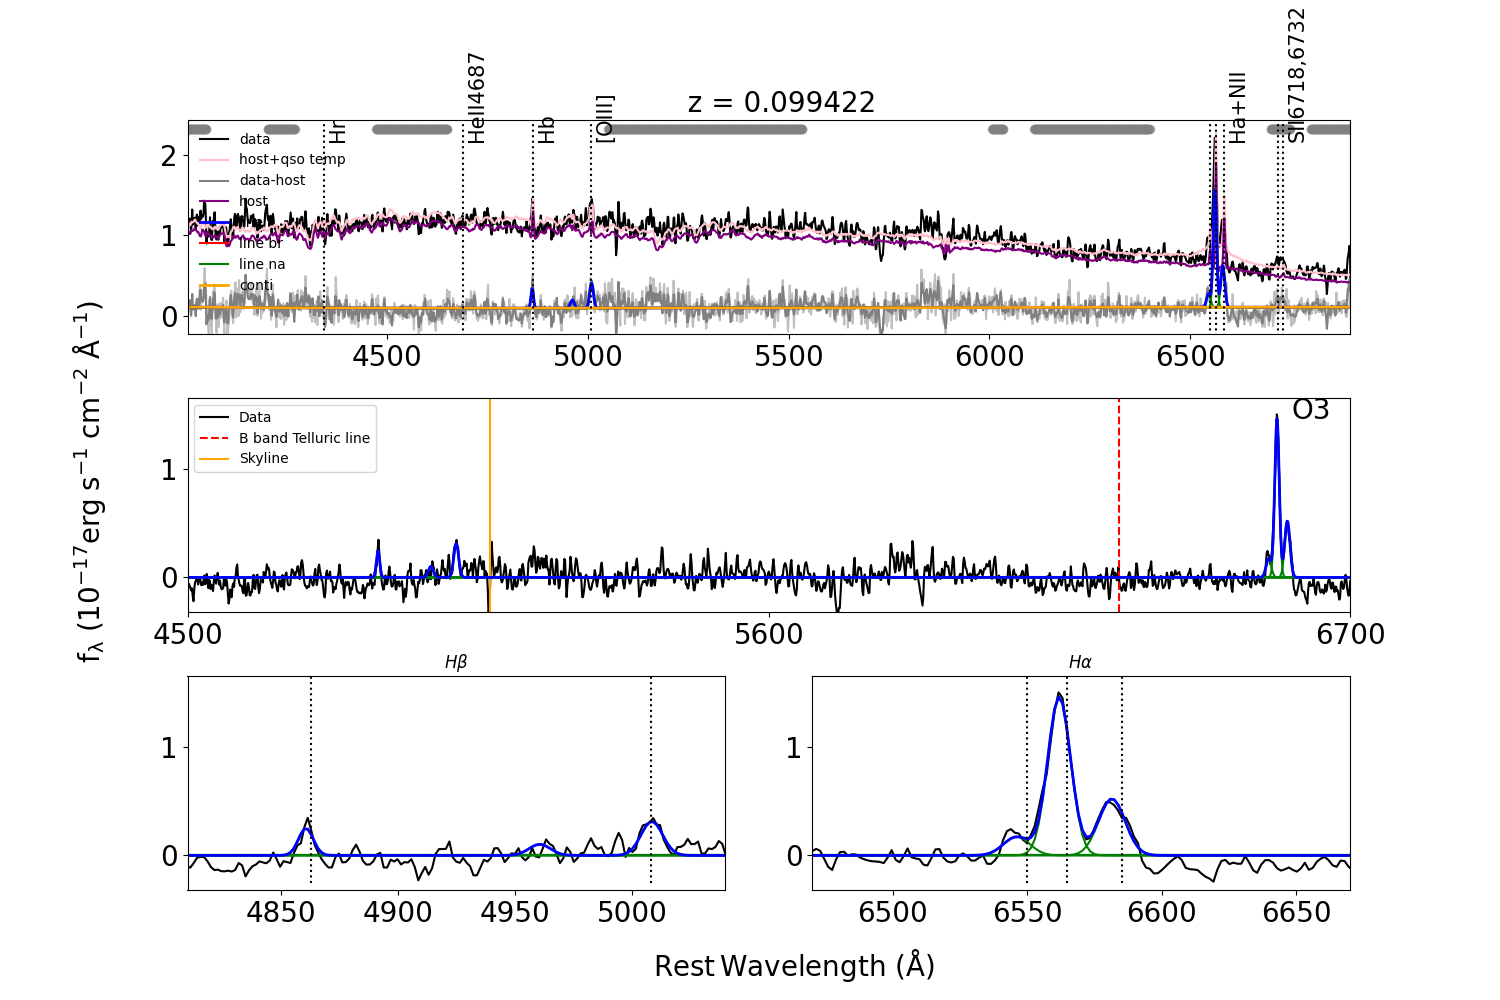 z = 0.099422
Hr
HeII4687
Hb
[OIII]
Ha+NII
SII6718,6732
data
host+qso temp
data-host
host
line br
line na
conti
2
1
0
4500
5000
5500
6000
6500
Data
B band Telluric line
Skyline
O3
1
0
4500
5600
6700
fλ (10⁻¹⁷erg s⁻¹ cm⁻² Å⁻¹)
Hβ
1
0
4850
4900
4950
5000
Hα
1
0
6500
6550
6600
6650
Rest Wavelength (Å)